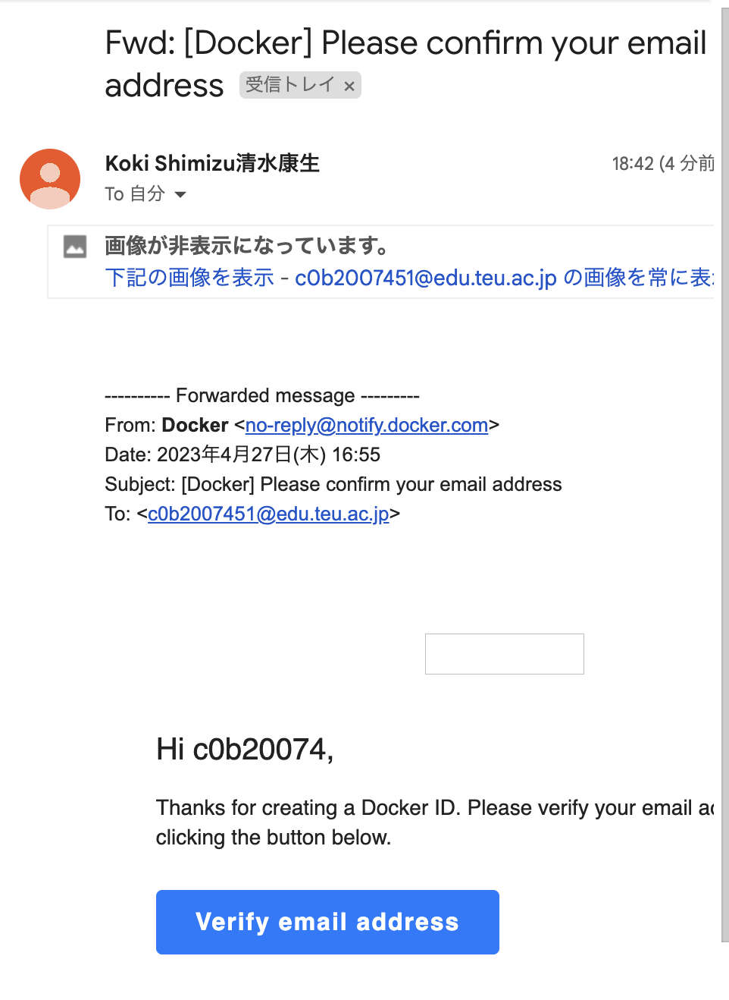 Fwd: [Docker] Please confirm your email
address 受信トレイ ×
Koki Shimizu清水康生
18:42 (4 分前
To 自分
画像が非表示になっています。
下記の画像を表示 - c0b2007451@edu.teu.ac.jp の画像を常に表
---------- Forwarded message ---------
From: Docker <no-reply@notify.docker.com>
Date: 2023年4月27日(木) 16:55
Subject: [Docker] Please confirm your email address
To: <c0b2007451@edu.teu.ac.jp>
Hi c0b20074,
Thanks for creating a Docker ID. Please verify your email
clicking the button below.
Verify email address